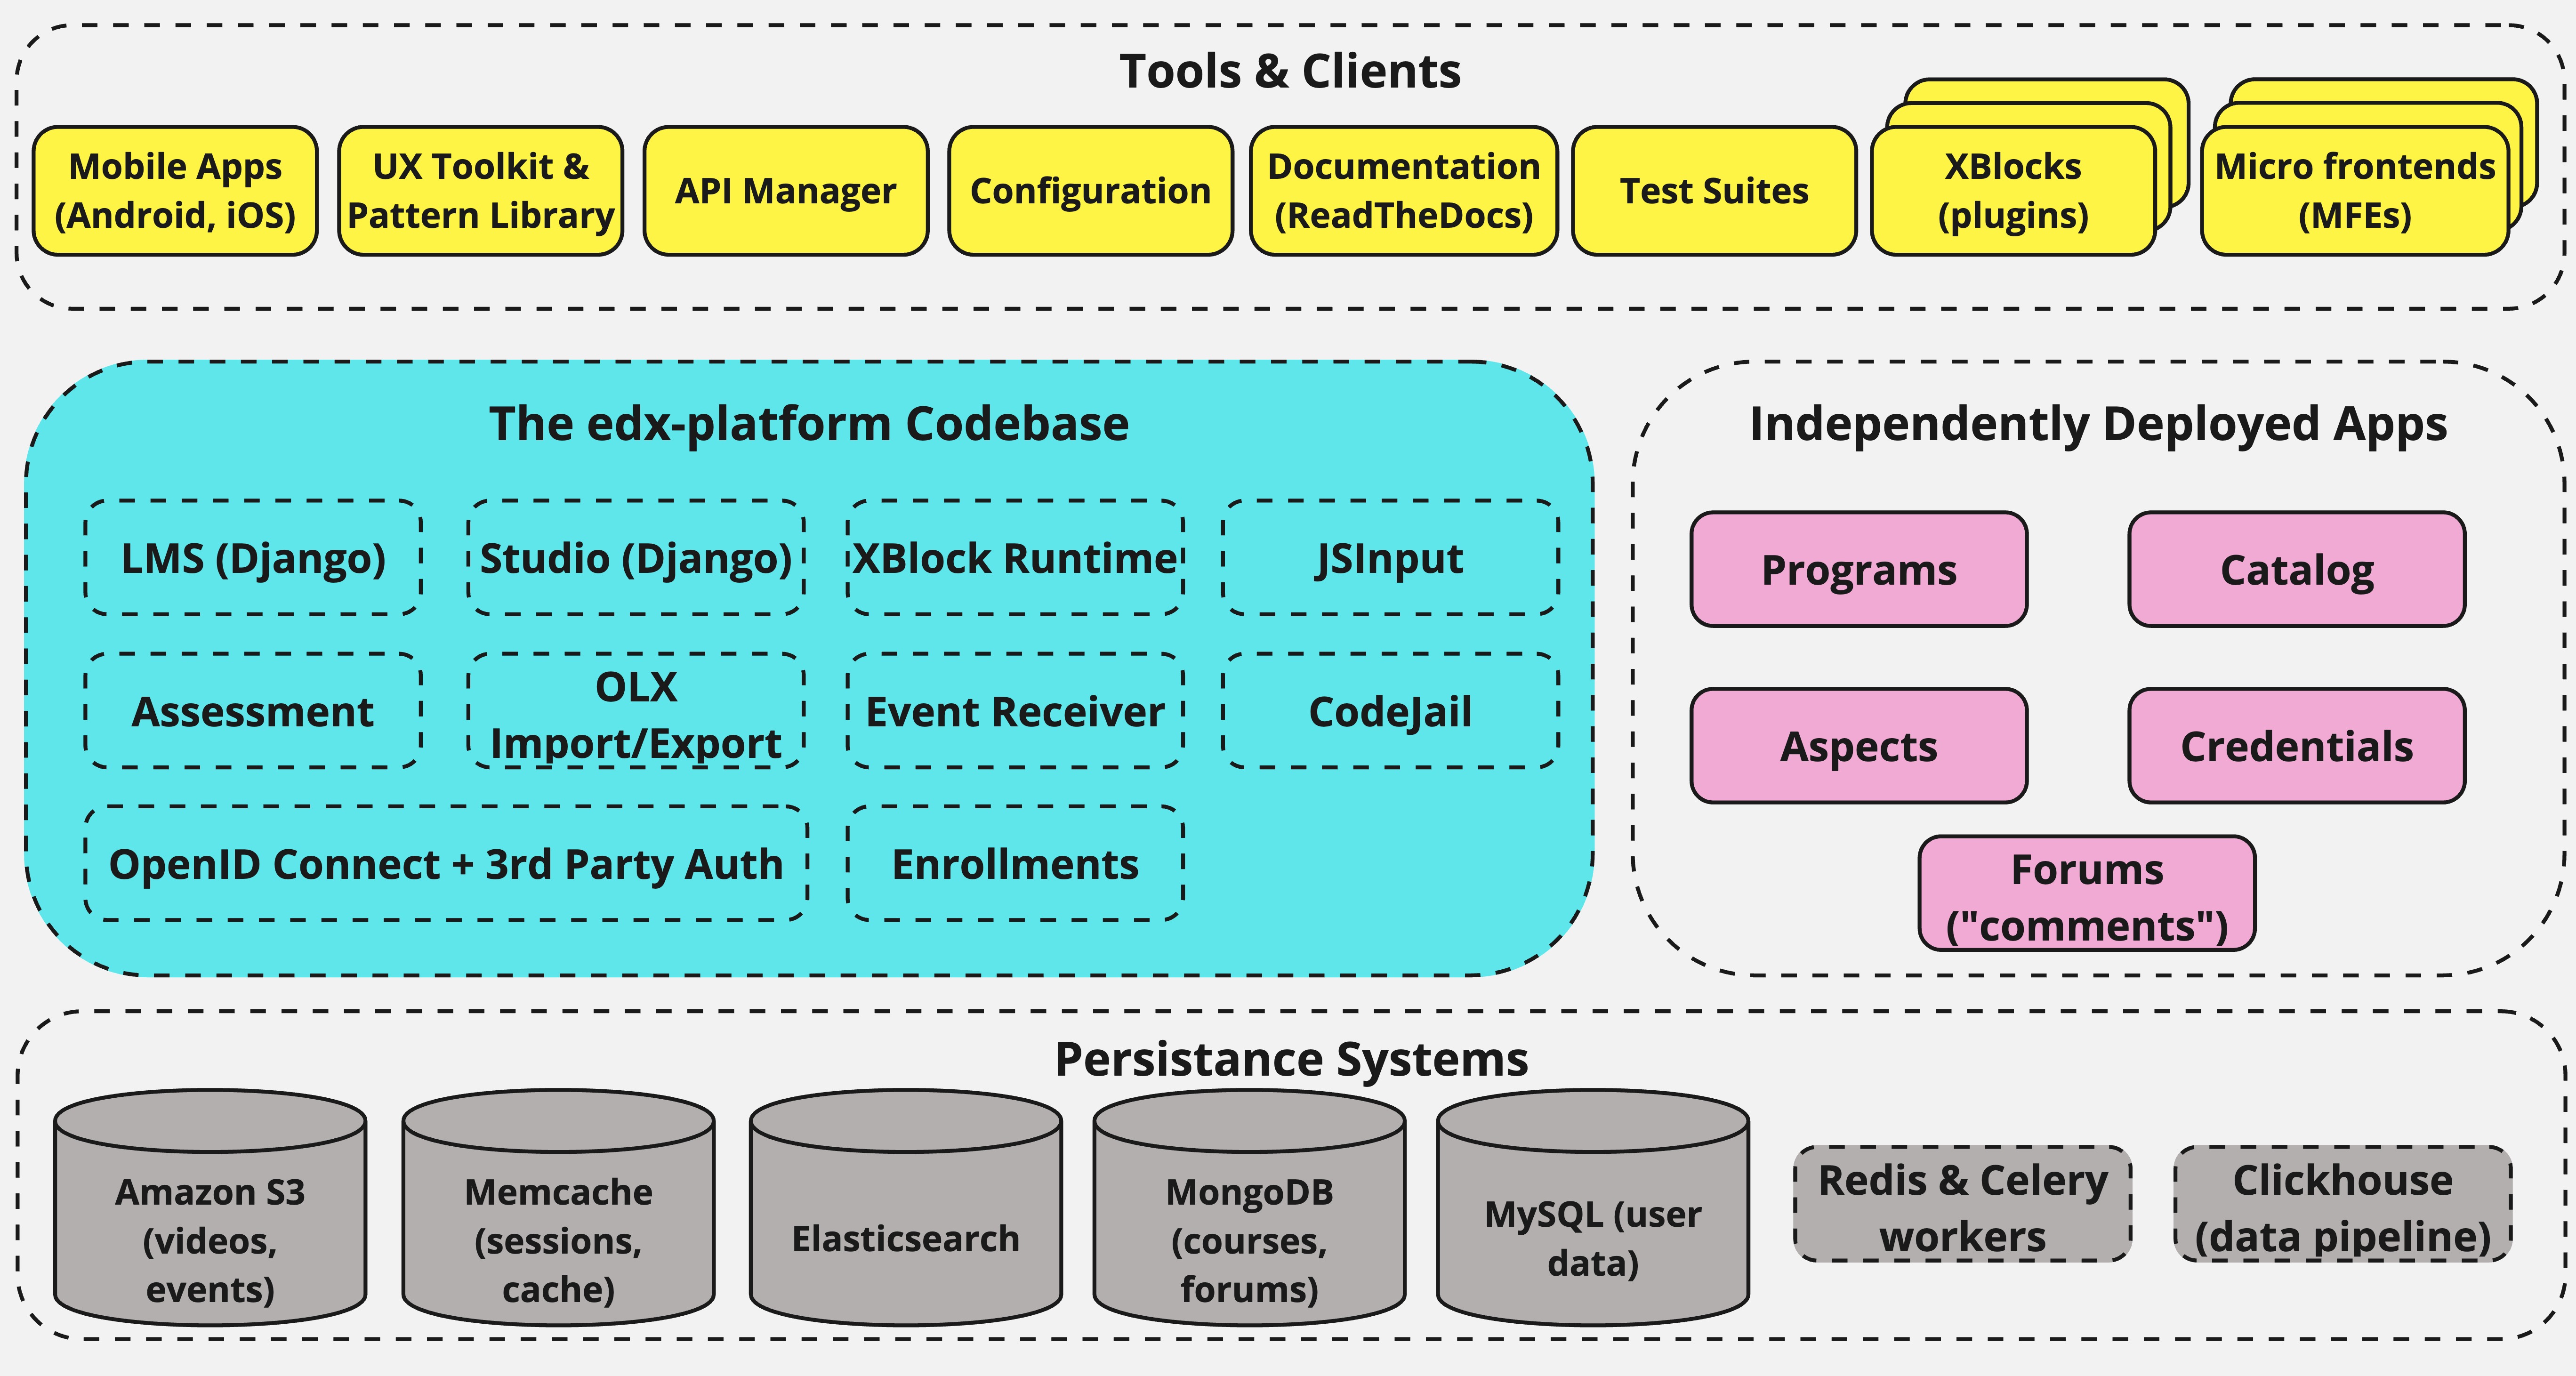 Tools & Clients
Mobile Apps
(Android, iOS)
UX Toolkit &
Pattern Library
API Manager
Configuration
Documentation
(ReadTheDocs)
Test Suites
XBlocks
(plugins)
Micro frontends
(MFEs)
The edx-platform Codebase
LMS (Django)
Studio (Django)
XBlock Runtime
JSInput
Assessment
OLX
Import/Export
Event Receiver
CodeJail
OpenID Connect + 3rd Party Auth
Enrollments
Independently Deployed Apps
Programs
Catalog
Aspects
Credentials
Forums
("comments")
Persistance Systems
Amazon S3
(videos,
events)
Memcache
(sessions,
cache)
Elasticsearch
MongoDB
(courses,
forums)
MySQL (user
data)
Redis & Celery
workers
Clickhouse
(data pipeline)